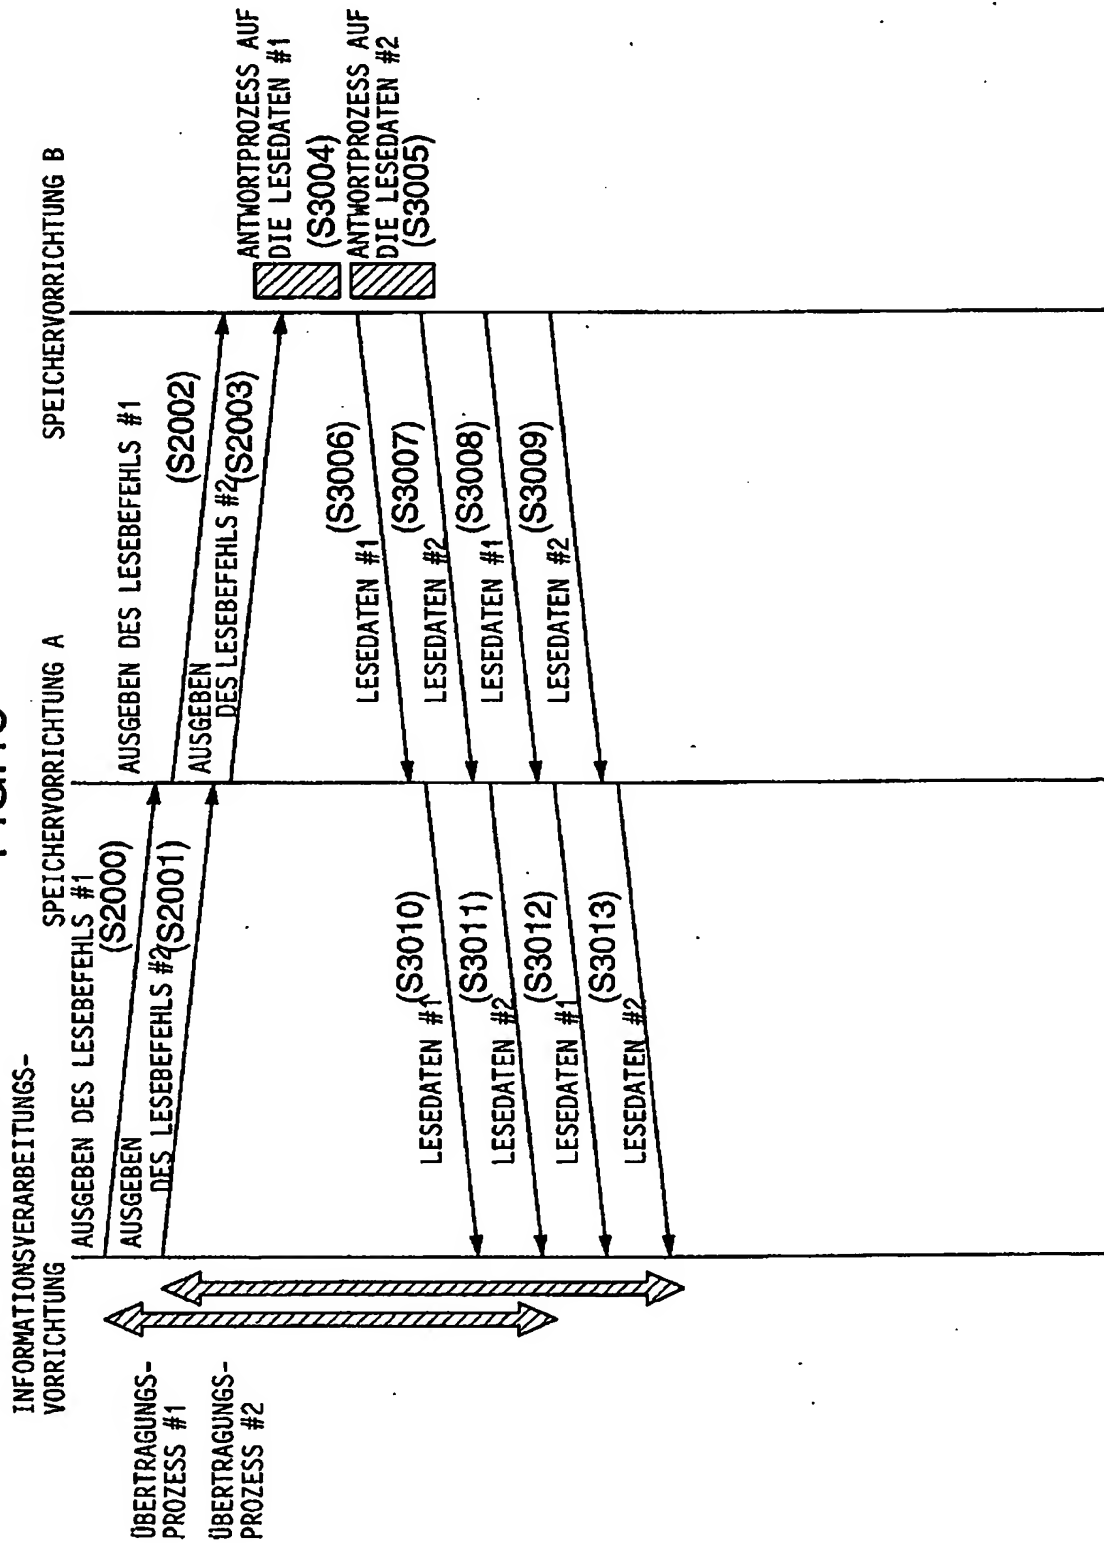 INFORMATIONSVERARBEITUNGS-
VORRICHTUNG
SPEICHERVORRICHTUNG A
SPEICHERVORRICHTUNG B
AUSGEBEN DES LESEBEFEHLS #1
(S2000)
AUSGEBEN
DES LESEBEFEHLS #2
(S2001)
AUSGEBEN DES LESEBEFEHLS #1
(S2002)
AUSGEBEN
DES LESEBEFEHLS #2
(S2003)
ANTWORTPROZESS AUF
DIE LESEDATEN #1
(S3004)
ANTWORTPROZESS AUF
DIE LESEDATEN #2
(S3005)
(S3006)
LESEDATEN #1
(S3007)
LESEDATEN #2
(S3008)
LESEDATEN #1
(S3009)
LESEDATEN #2
(S3010)
LESEDATEN #1
(S3011)
LESEDATEN #2
(S3012)
LESEDATEN #1
(S3013)
LESEDATEN #2
ÜBERTRAGUNGS-
PROZESS #1
ÜBERTRAGUNGS-
PROZESS #2